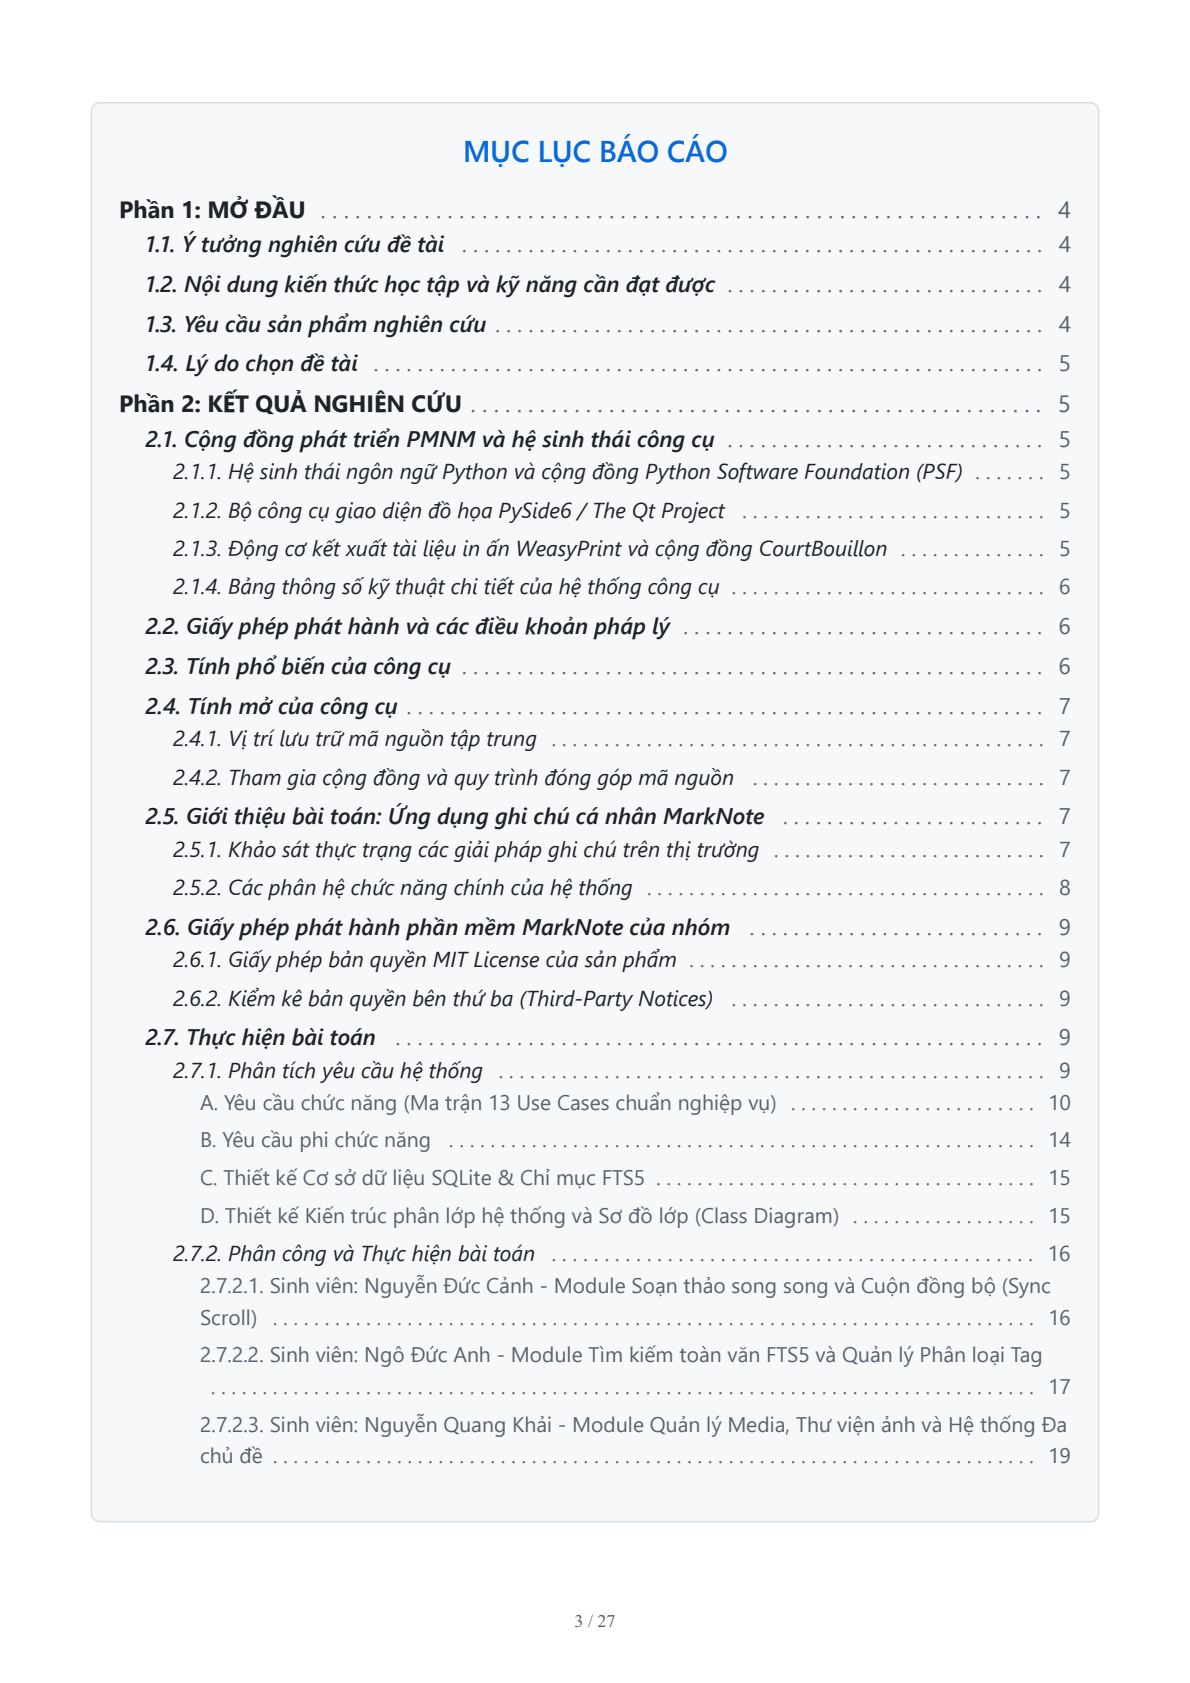 MỤC LỤC BÁO CÁO
Phần 1: MỞ ĐẦU . . . . . . . . . . . . . . . . . . . . 4
1.1. Ý tưởng nghiên cứu đề tài . . . . . . . . . . . . . . . . . . . . 4
1.2. Nội dung kiến thức học tập và kỹ năng cần đạt được . . . . . . . . . . . . . . . . . . . . 4
1.3. Yêu cầu sản phẩm nghiên cứu . . . . . . . . . . . . . . . . . . . . 4
1.4. Lý do chọn đề tài . . . . . . . . . . . . . . . . . . . . 5
Phần 2: KẾT QUẢ NGHIÊN CỨU . . . . . . . . . . . . . . . . . . . . 5
2.1. Cộng đồng phát triển PMNM và hệ sinh thái công cụ . . . . . . . . . . . . . . . . . . . . 5
2.1.1. Hệ sinh thái ngôn ngữ Python và cộng đồng Python Software Foundation (PSF) . . . . . . . 5
2.1.2. Bộ công cụ giao diện đồ họa PySide6 / The Qt Project . . . . . . . . . . . . . . . . . . . . 5
2.1.3. Động cơ kết xuất tài liệu in ấn WeasyPrint và cộng đồng CourtBouillon . . . . . . . . . . . . . 5
2.1.4. Bảng thông số kỹ thuật chi tiết của hệ thống công cụ . . . . . . . . . . . . . . . . . . . . 6
2.2. Giấy phép phát hành và các điều khoản pháp lý . . . . . . . . . . . . . . . . . . . . 6
2.3. Tính phổ biến của công cụ . . . . . . . . . . . . . . . . . . . . 6
2.4. Tính mở của công cụ . . . . . . . . . . . . . . . . . . . . 7
2.4.1. Vị trí lưu trữ mã nguồn tập trung . . . . . . . . . . . . . . . . . . . . 7
2.4.2. Tham gia cộng đồng và quy trình đóng góp mã nguồn . . . . . . . . . . . . . . . . . . . . 7
2.5. Giới thiệu bài toán: Ứng dụng ghi chú cá nhân MarkNote . . . . . . . . . . . . . . . . . . . . 7
2.5.1. Khảo sát thực trạng các giải pháp ghi chú trên thị trường . . . . . . . . . . . . . . . . . . . . 7
2.5.2. Các phân hệ chức năng chính của hệ thống . . . . . . . . . . . . . . . . . . . . 8
2.6. Giấy phép phát hành phần mềm MarkNote của nhóm . . . . . . . . . . . . . . . . . . . . 9
2.6.1. Giấy phép bản quyền MIT License của sản phẩm . . . . . . . . . . . . . . . . . . . . 9
2.6.2. Kiểm kê bản quyền bên thứ ba (Third-Party Notices) . . . . . . . . . . . . . . . . . . . . 9
2.7. Thực hiện bài toán . . . . . . . . . . . . . . . . . . . . 9
2.7.1. Phân tích yêu cầu hệ thống . . . . . . . . . . . . . . . . . . . . 9
A. Yêu cầu chức năng (Ma trận 13 Use Cases chuẩn nghiệp vụ) . . . . . . . . . . . . . . . . . . . . 10
B. Yêu cầu phi chức năng . . . . . . . . . . . . . . . . . . . . 14
C. Thiết kế Cơ sở dữ liệu SQLite & Chỉ mục FTS5 . . . . . . . . . . . . . . . . . . . . 15
D. Thiết kế Kiến trúc phân lớp hệ thống và Sơ đồ lớp (Class Diagram) . . . . . . . . . . . . . . . . . . 15
2.7.2. Phân công và Thực hiện bài toán . . . . . . . . . . . . . . . . . . . . 16
2.7.2.1. Sinh viên: Nguyễn Đức Cảnh - Module Soạn thảo song song và Cuộn đồng bộ (Sync
Scroll) . . . . . . . . . . . . . . . . . . . . 16
2.7.2.2. Sinh viên: Ngô Đức Anh - Module Tìm kiếm toàn văn FTS5 và Quản lý Phân loại Tag
. . . . . . . . . . . . . . . . . . . . 17
2.7.2.3. Sinh viên: Nguyễn Quang Khải - Module Quản lý Media, Thư viện ảnh và Hệ thống Đa
chủ đề . . . . . . . . . . . . . . . . . . . . 19
3 / 27